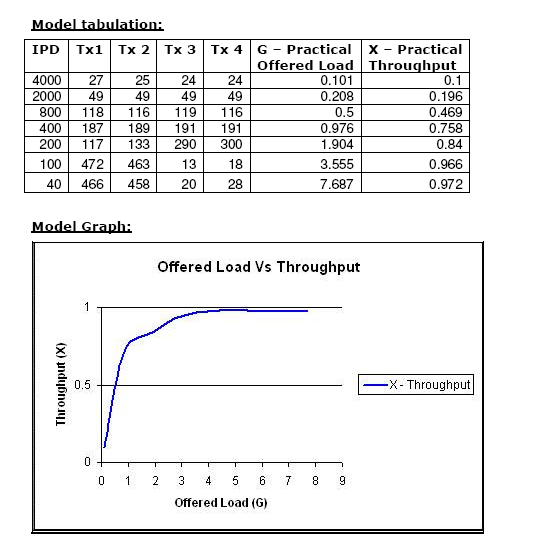 Model tabulation:
IPD Tx1 Tx 2 Tx 3 Tx 4 G – Practical Offered Load X – Practical Throughput
4000 27 25 24 24 0.101 0.1
2000 49 49 49 49 0.208 0.196
800 118 116 119 116 0.5 0.469
400 187 189 191 191 0.976 0.758
200 117 133 290 300 1.904 0.84
100 472 463 13 18 3.555 0.966
40 466 458 20 28 7.687 0.972
Model Graph:
Offered Load Vs Throughput
1
0.5
0
Throughput (X)
0 1 2 3 4 5 6 7 8 9
Offered Load (G)
X - Throughput